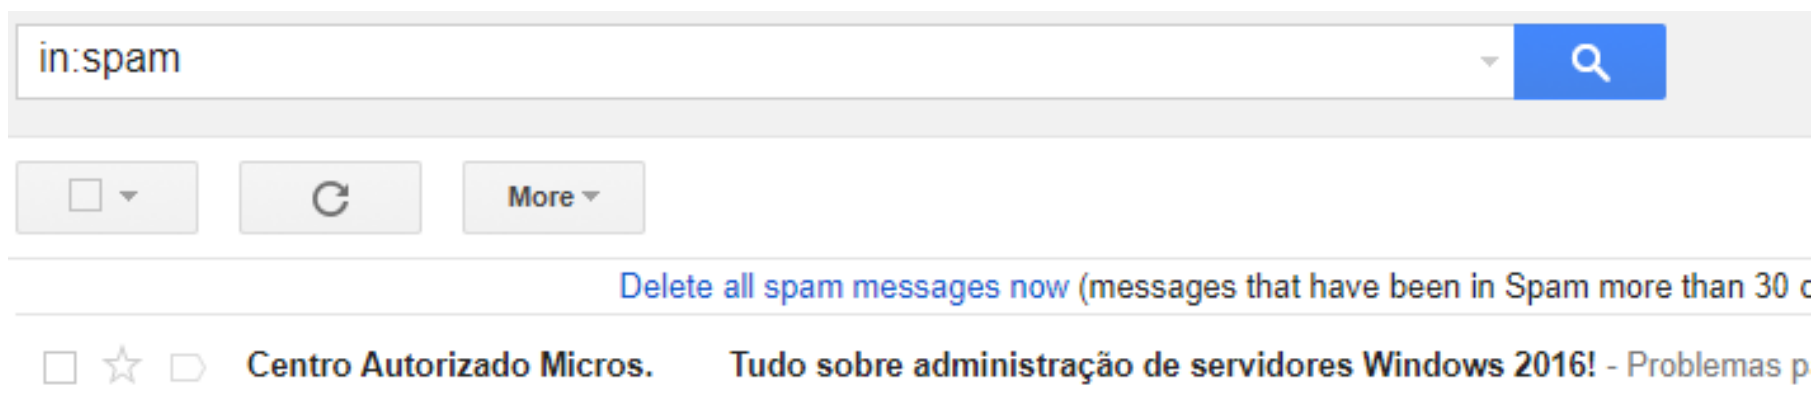 in:spam
More
Delete all spam messages now (messages that have been in Spam more than 30
Centro Autorizado Micros. Tudo sobre administração de servidores Windows 2016! - Problemas